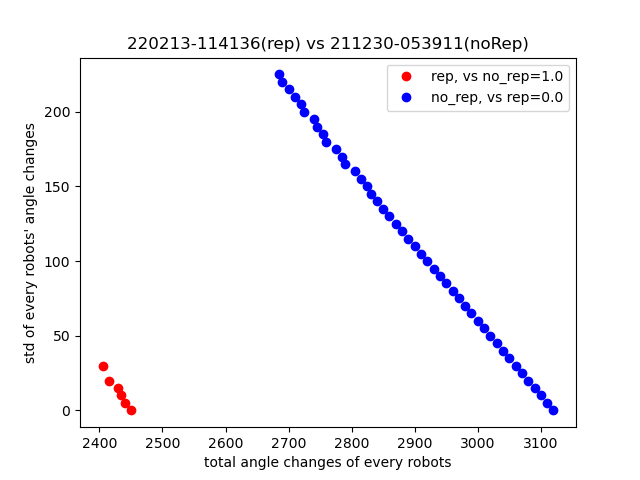 220213-114136(rep) vs 211230-053911(noRep)
rep, vs no_rep=1.0
no_rep, vs rep=0.0
std of every robots' angle changes
200
150
100
50
0
2400 2500 2600 2700 2800 2900 3000 3100
total angle changes of every robots